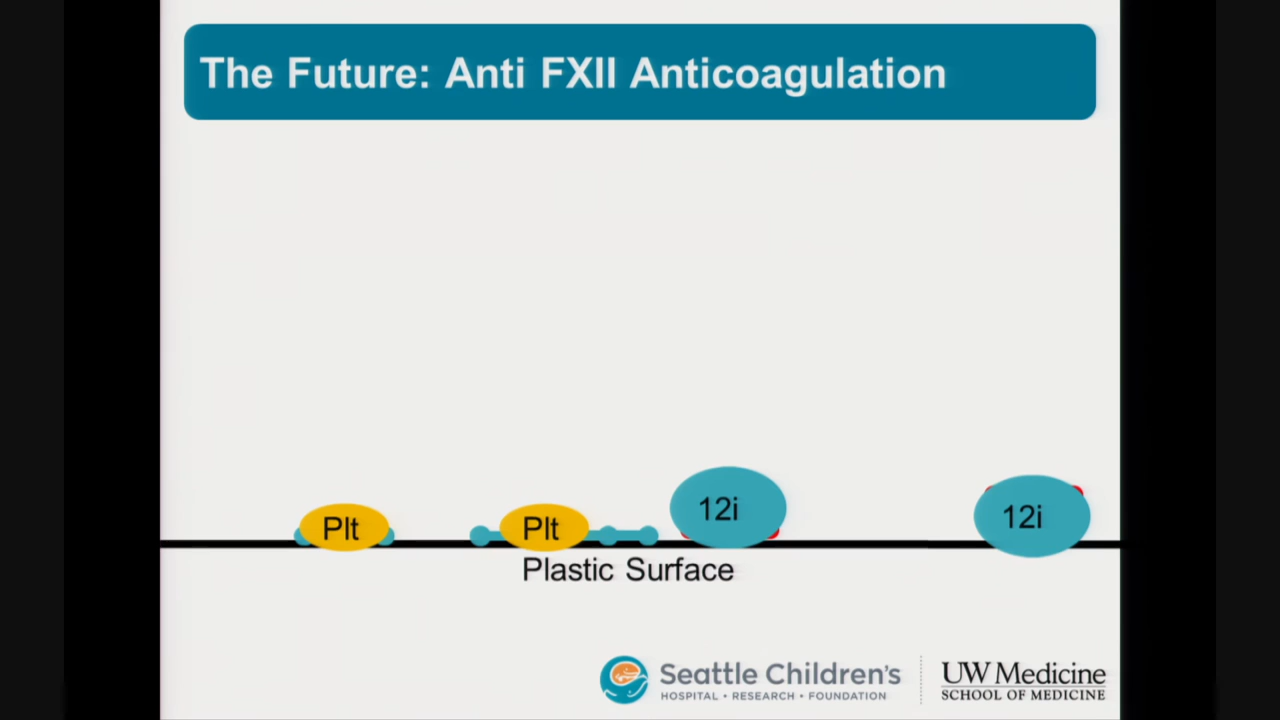 The Future: Anti FXII Anticoagulation
12i
12i
Plt
Plt
Plastic Surface
Seattle Children's
HOSPITAL • RESEARCH • FOUNDATION
UW Medicine
SCHOOL OF MEDICINE